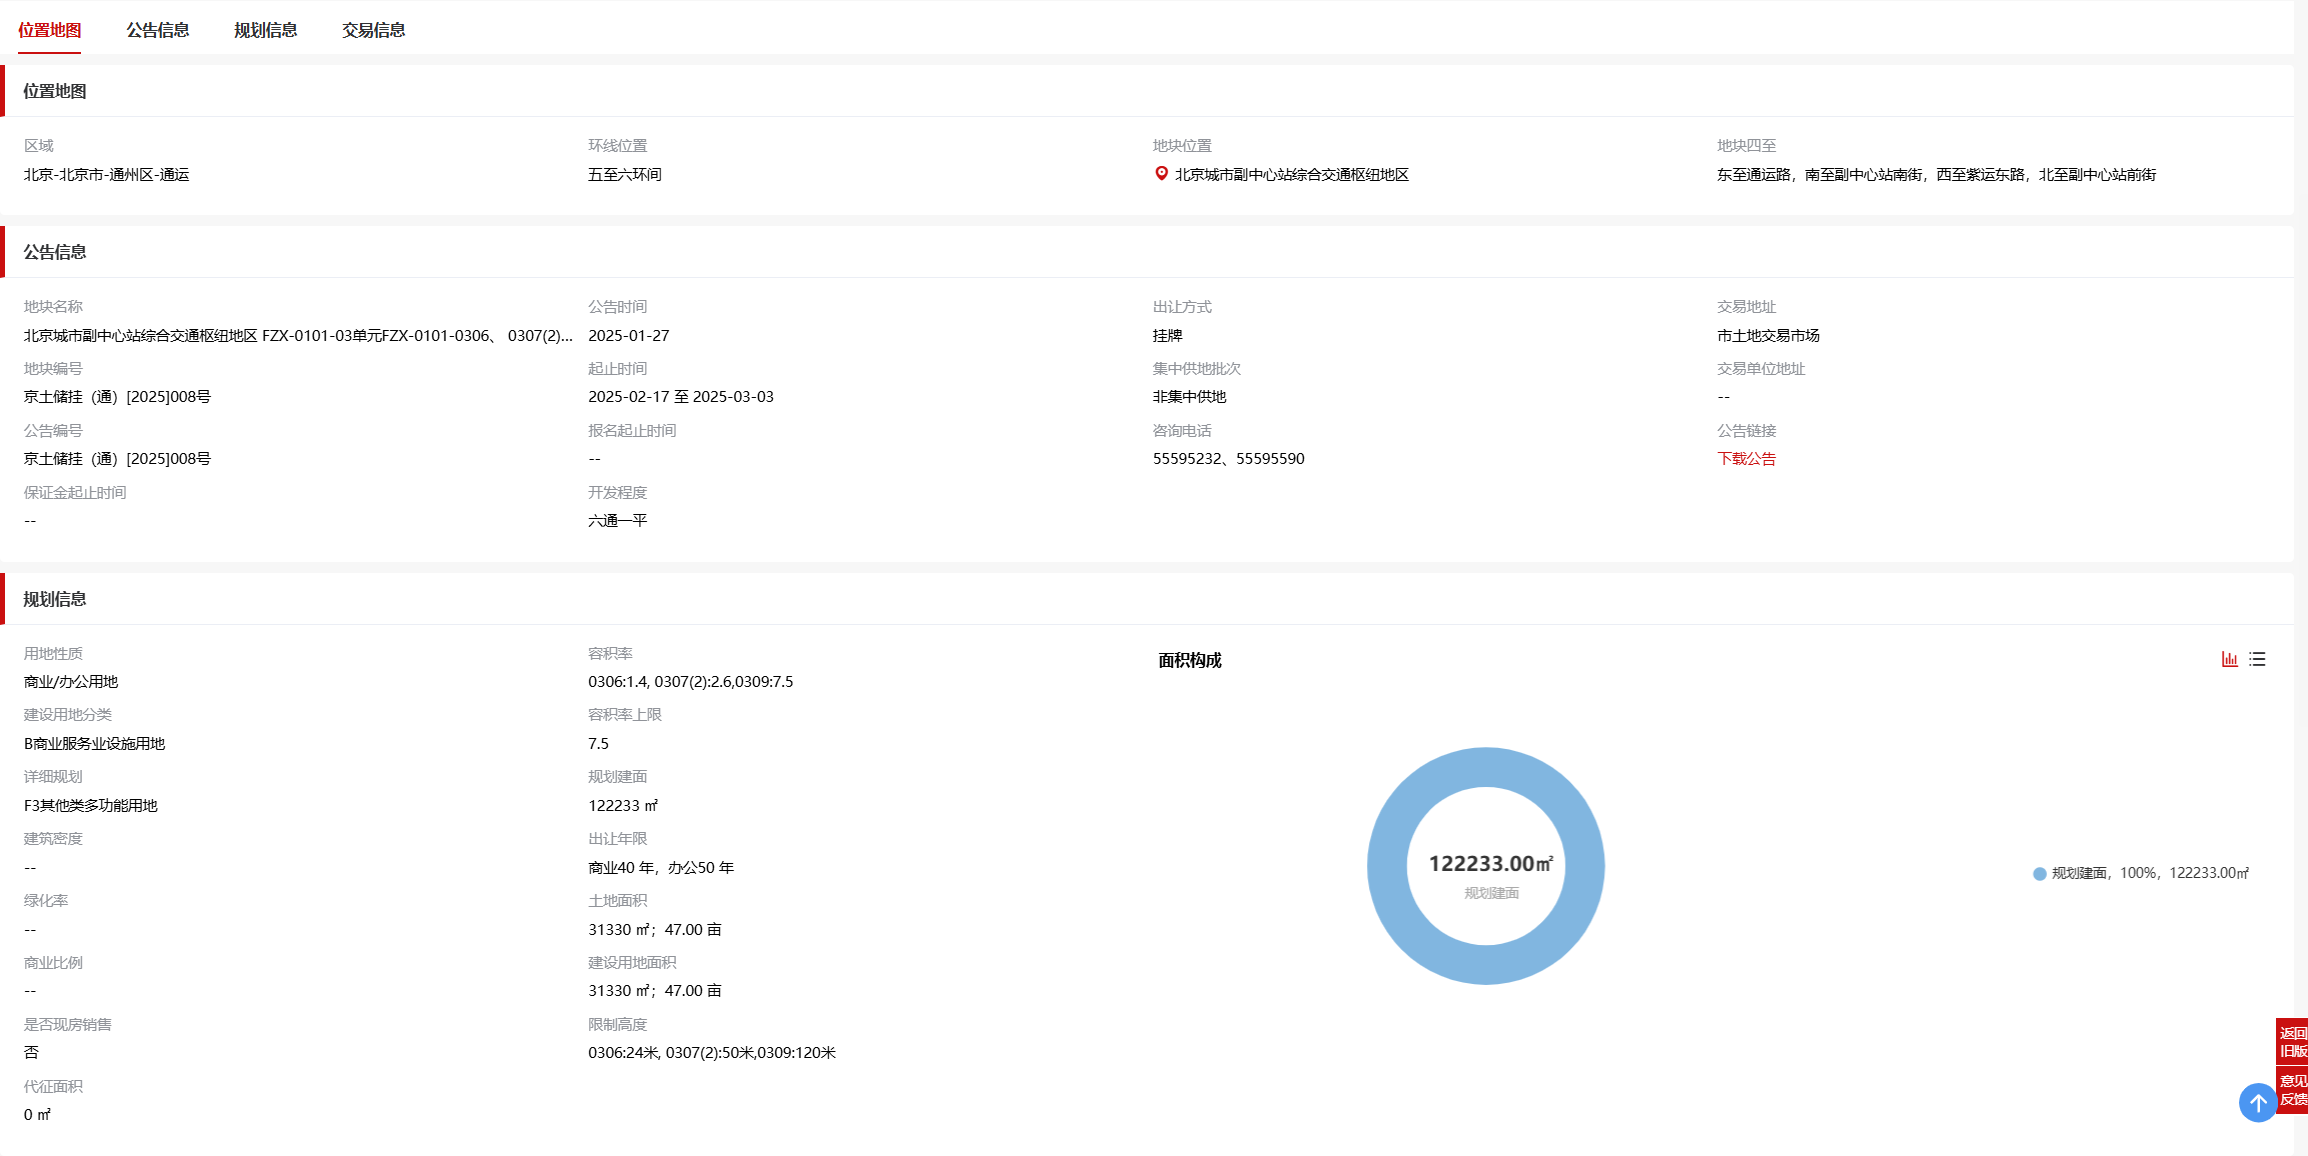 位置地图 公告信息 规划信息 交易信息
位置地图
区域 环线位置 地块位置 地块四至
北京-北京市-通州区-通运 五至六环间 北京城市副中心站综合交通枢纽地区 东至通运路，南至副中心站南街，西至紫运东路，北至副中心站前街
公告信息
地块名称 公告时间 出让方式 交易地址
北京城市副中心站综合交通枢纽地区 FZX-0101-03单元FZX-0101-0306、 0307(2)... 2025-01-27 挂牌 市土地交易市场
地块编号 起止时间 集中供地批次 交易单位地址
京土储挂（通）[2025]008号 2025-02-17 至 2025-03-03 非集中供地 --
公告编号 报名起止时间 咨询电话 公告链接
京土储挂（通）[2025]008号 -- 55595232、55595590 下载公告
保证金起止时间 开发程度
-- 六通一平
规划信息
用地性质 容积率 面积构成
商业/办公用地 0306:1.4, 0307(2):2.6,0309:7.5
建设用地分类 容积率上限
B商业服务业设施用地 7.5
详细规划 规划建面
F3其他类多功能用地 122233 ㎡
建筑密度 出让年限
-- 商业40 年，办公50 年
122233.00㎡
规划建面
规划建面，100%，122233.00㎡
绿化率 土地面积
-- 31330 ㎡；47.00 亩
商业比例 建设用地面积
-- 31330 ㎡；47.00 亩
是否现房销售 限制高度
否 0306:24米, 0307(2):50米,0309:120米
代征面积
0 ㎡
返回
旧版
意见
反馈